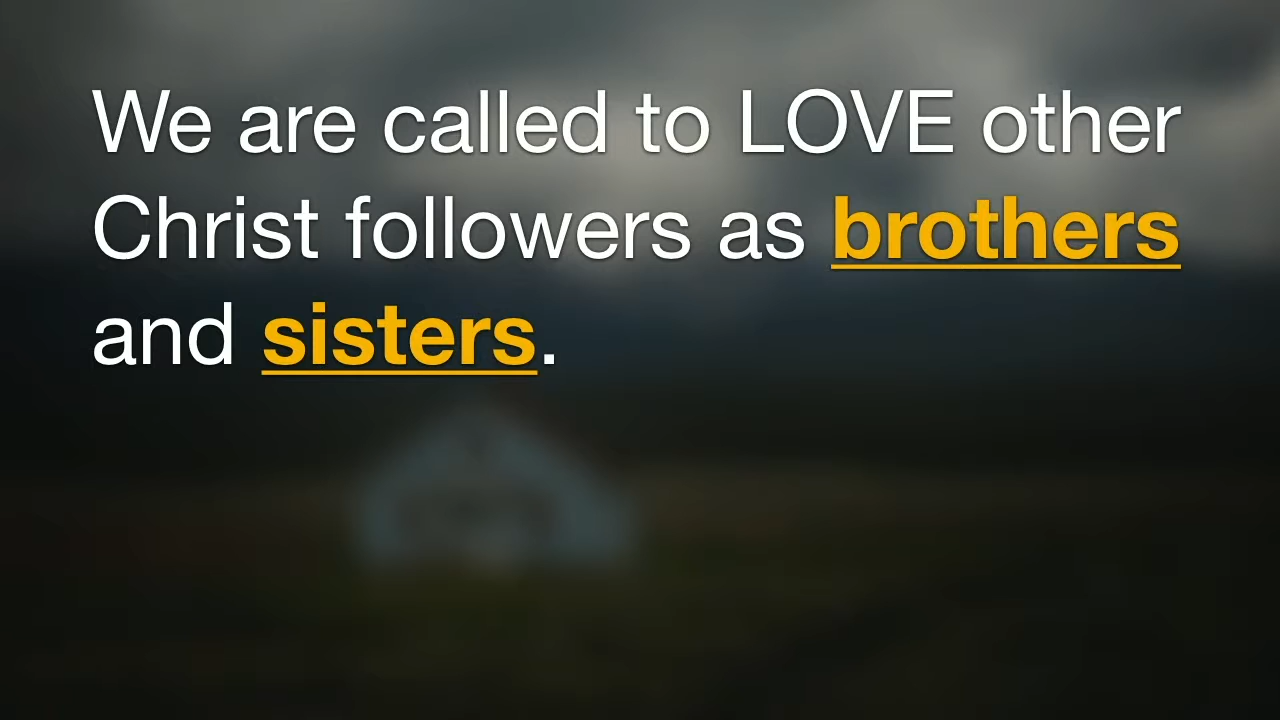 We are called to LOVE other
Christ followers as brothers
and sisters.